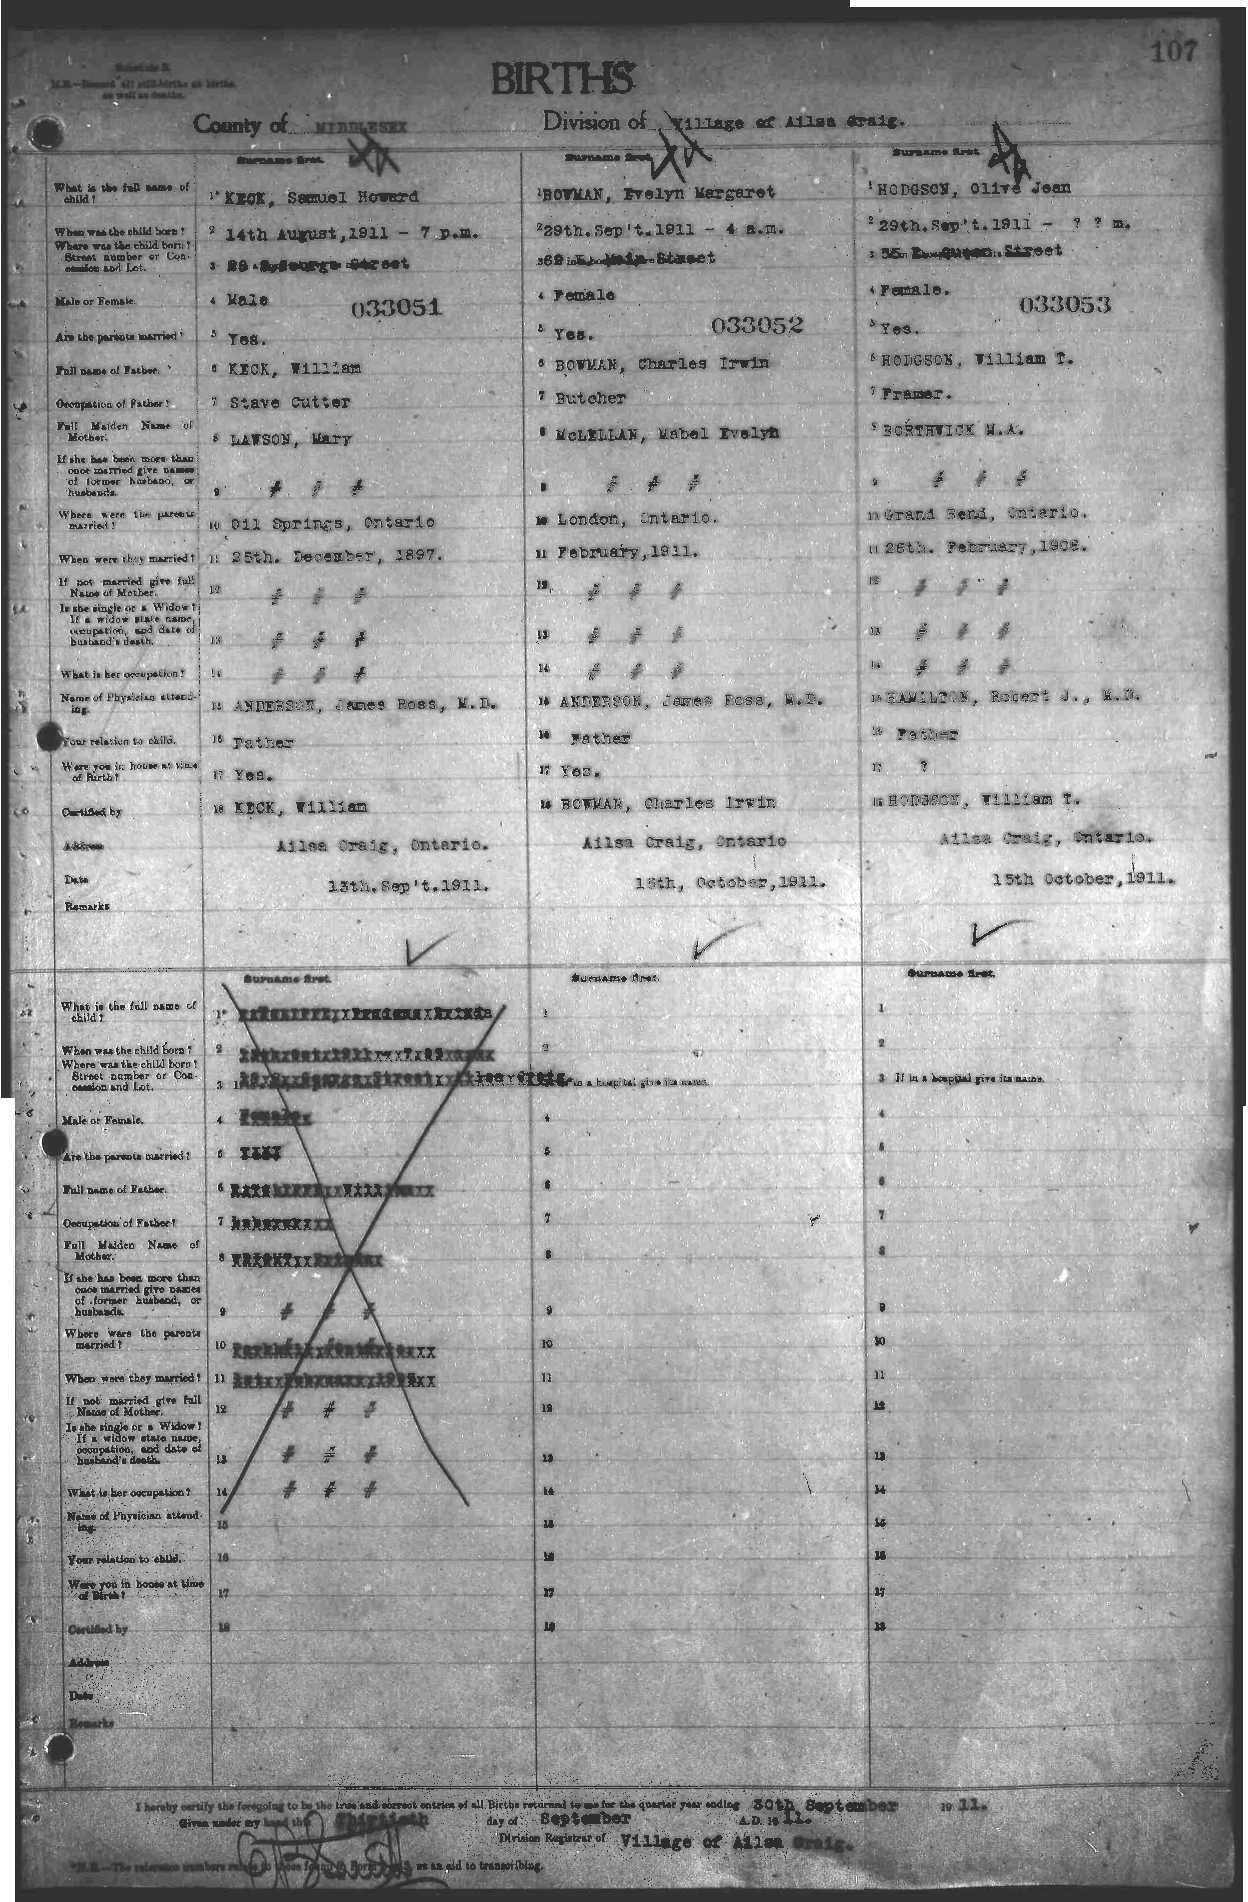 107
Schedule B.
N.B.—Record all still-births as births
as well as deaths.
BIRTHS
County of MIDDLESEX
Division of Village of Ailsa Craig.
Surname first.
Surname first.
Surname first.
What is the full name of child?
1* KECK, Samuel Howard
1 BOWMAN, Evelyn Margaret
1 HODGSON, Olive Jean
When was the child born?
2 14th August, 1911 - 7 p.m.
2 29th. Sep't. 1911 - 4 a.m.
2 29th. Sep't. 1911 - ? ? m.
Where was the child born?
Street number or Concession and Lot.
3 George Street
3 Main Street
3 Queen Street
Male or Female.
4 Male
4 Female
4 Female.
033051
033052
033053
Are the parents married?
5 Yes.
5 Yes.
5 Yes.
Full name of Father.
6 KECK, William
6 BOWMAN, Charles Irwin
6 HODGSON, William T.
Occupation of Father?
7 Stave Cutter
7 Butcher
7 Framer.
Full Maiden Name of Mother.
8 LAWSON, Mary
8 McLELLAN, Mabel Evelyn
8 BORTHWICK M.A.
If she has been more than once married give names of former husband, or husbands.
9
9
9
Where were the parents married?
10 Oil Springs, Ontario
10 London, Ontario.
10 Grand Bend, Ontario.
When were they married?
11 25th. December, 1897.
11 February, 1911.
11 26th. February,
If not married give full Name of Mother.
12
12
12
Is she single or a Widow?
If a widow state name, occupation, and date of husband's death.
13
13
13
What is her occupation?
14
14
14
Name of Physician attending.
15 ANDERSON, James Ross, M.D.
15 ANDERSON, James Ross, M.D.
15 HAMILTON, Robert J., M.D.
Your relation to child.
16 Father
16 Father
16 Father
Were you in house at time of Birth?
17 Yes.
17 Yes.
17 ?
Certified by
18 KECK, William
18 BOWMAN, Charles Irwin
18 HODGSON, William T.
Address
Ailsa Craig, Ontario.
Ailsa Craig, Ontario
Ailsa Craig, Ontario.
Date
13th. Sep't. 1911.
15th, October, 1911.
15th October, 1911.
Remarks
Surname first.
Surname first.
Surname first.
What is the full name of child?
1*
1
1
When was the child born?
2
2
2
Where was the child born?
Street number or Concession and Lot.
3 Street Craig.
in a hospital give its name.
3 If in a hospital give its name.
Male or Female.
4 Female
4
4
Are the parents married?
5
5
5
Full name of Father.
6
6
6
Occupation of Father?
7
7
7
Full Maiden Name of Mother.
8
8
8
If she has been more than once married give names of former husband, or husbands.
9
9
9
Where were the parents married?
10
10
10
When were they married?
11
11
11
If not married give full Name of Mother.
12
12
12
Is she single or a Widow?
If a widow state name, occupation, and date of husband's death.
13
13
13
What is her occupation?
14
14
14
Name of Physician attending.
15
15
15
Your relation to child.
16
16
16
Were you in house at time of Birth?
17
17
17
Certified by
18
18
18
Address
Date
Remarks
I hereby certify the foregoing to be the true and correct entries of all Births returned to me for the quarter year ending 30th September 1911.
Given under my hand this Thirtieth day of September A.D. 1911.
Division Registrar of Village of Ailsa Craig.
*N.B.—The reference numbers to those found in Form as an aid to transcribing.